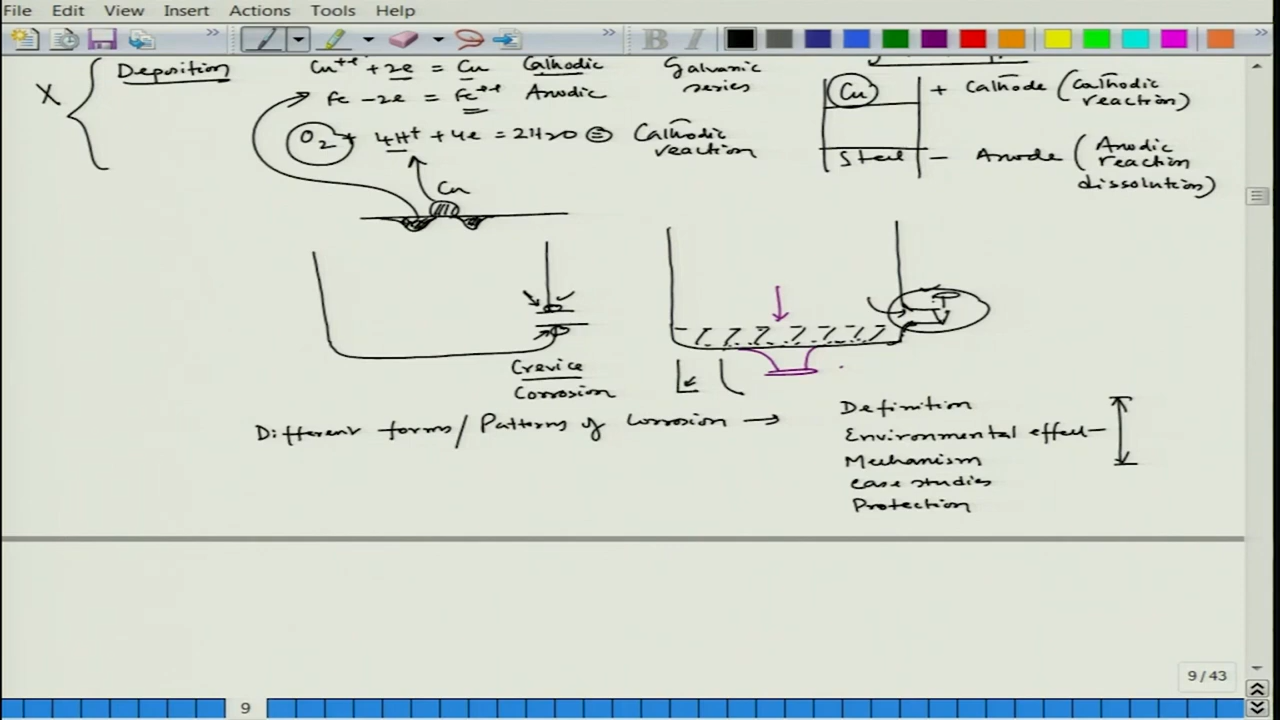 File Edit View Insert Actions Tools Help
Deposition
Cu++ + 2e = Cu Cathodic
Fe - 2e = Fe++ Anodic
Galvanic
series
O2 + 4H+ + 4e = 2H2O = Cathodic
reaction
X
Cu + Cathode (Cathodic
reaction)
Steel - Anode (Anodic
reaction
dissolution)
Cu
Crevice
Corrosion
Different forms/Patterns of corrosion →
Definition
Environmental effect
Mechanism
case studies
Protection
9/43
9